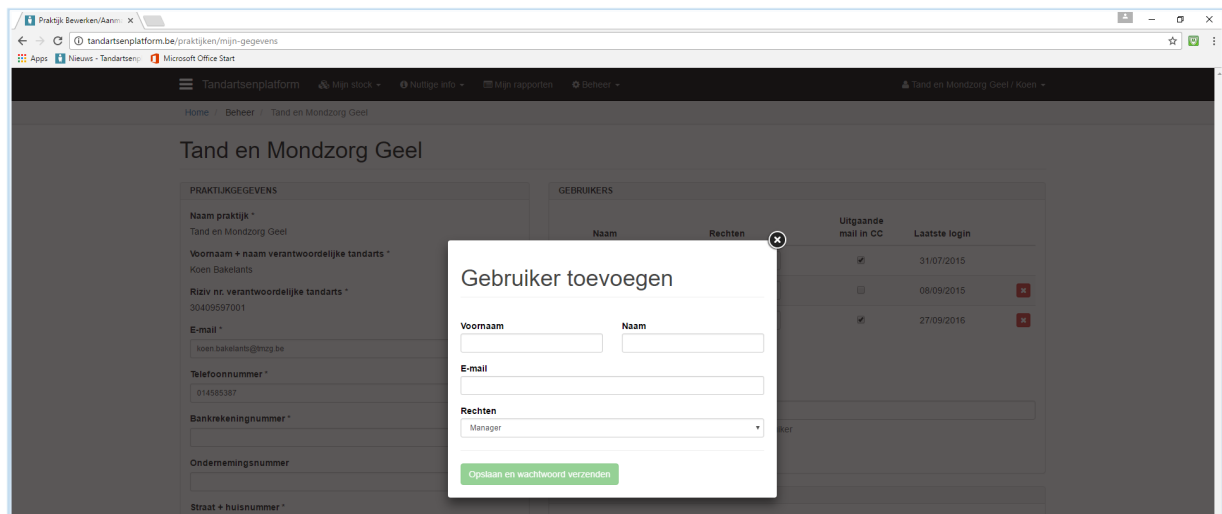 Praktijk Bewerken/Aanm
tandartsenplatform.be/praktijken/mijn-gegevens
Apps Nieuws - Tandartsenp Microsoft Office Start
Tandartsenplatform Mijn stock Nuttige info Mijn rapporten Beheer Tand en Mondzorg Geel / Koen
Home / Beheer / Tand en Mondzorg Geel
Tand en Mondzorg Geel
PRAKTIJKGEGEVENS
Naam praktijk *
Tand en Mondzorg Geel
Voornaam + naam verantwoordelijke tandarts *
Koen Bakelants
Riziv nr. verantwoordelijke tandarts *
30409597001
E-mail *
koen.bakelants@tmzg.be
Telefoonnummer *
014585387
Bankrekeningnummer *
Ondernemingsnummer
Straat + huisnummer *
GEBRUIKERS
Naam Rechten Uitgaande
mail in CC Laatste login
31/07/2015
08/09/2015
27/09/2016
iker
Gebruiker toevoegen
Voornaam Naam
E-mail
Rechten
Manager
Opslaan en wachtwoord verzenden